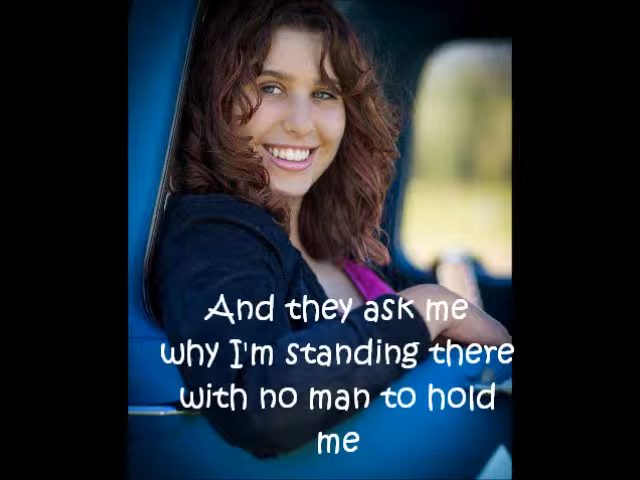 And they ask me
why I'm standing there
with no man to hold
me